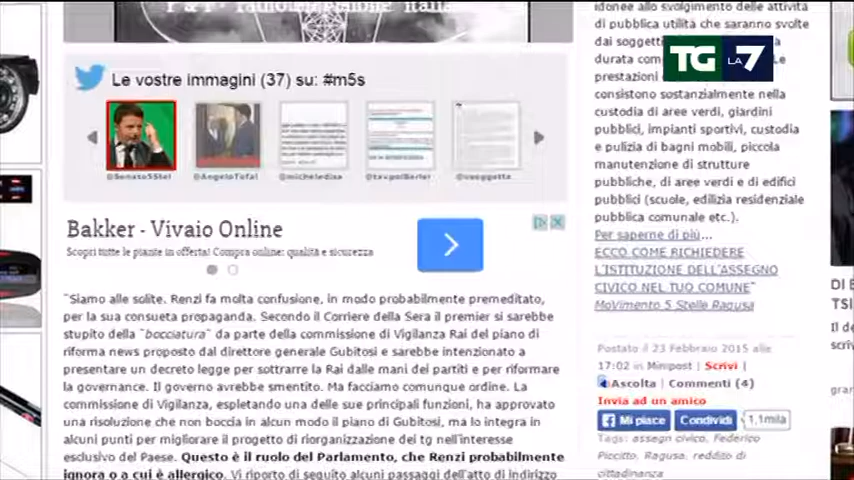 Le vostre immagini (37) su: #m5s
@Senato5Stel
@AngeloTofal
@micheledisa
@tavpolBerler
@vueggette
Bakker - Vivaio Online
Scopri tutte le piante in offerta! Compra online: qualità e sicurezza
"Siamo alle solite. Renzi fa molta confusione, in modo probabilmente premeditato,
per la sua consueta propaganda. Secondo il Corriere della Sera il premier si sarebbe
stupito della "bocciatura" da parte della commissione di Vigilanza Rai del piano di
riforma news proposto dal direttore generale Gubitosi e sarebbe intenzionato a
presentare un decreto legge per sottrarre la Rai dalle mani dei partiti e per riformare
la governance. Il governo avrebbe smentito. Ma facciamo comunque ordine. La
commissione di Vigilanza, espletando una delle sue principali funzioni, ha approvato
una risoluzione che non boccia in alcun modo il piano di Gubitosi, ma lo integra in
alcuni punti per migliorare il progetto di riorganizzazione dei tg nell'interesse
esclusivo del Paese. Questo è il ruolo del Parlamento, che Renzi probabilmente
ignora o a cui è allergico. Vi riporto di seguito alcuni passaggi dell'atto di indirizzo
idonee allo svolgimento delle attività
di pubblica utilità che saranno svolte
dai soggetti
durata com
Le
prestazioni
consistono sostanzialmente nella
custodia di aree verdi, giardini
pubblici, impianti sportivi, custodia
e pulizia di bagni mobili, piccola
manutenzione di strutture
pubbliche, di aree verdi e di edifici
pubblici (scuole, edilizia residenziale
pubblica comunale etc.).
Per saperne di più...
ECCO COME RICHIEDERE
L'ISTITUZIONE DELL'ASSEGNO
CIVICO NEL TUO COMUNE"
MoVimento 5 Stelle Ragusa
Postato il 23 Febbraio 2015 alle
17:02 in Minipost | Scrivi |
Ascolta | Commenti (4)
Invia ad un amico
Mi piace Condividi 1,1mila
Tags: assegn civico, Federico
Piccitto, Ragusa, reddito di
cittadinanza
TG LA 7
DI B
TSI